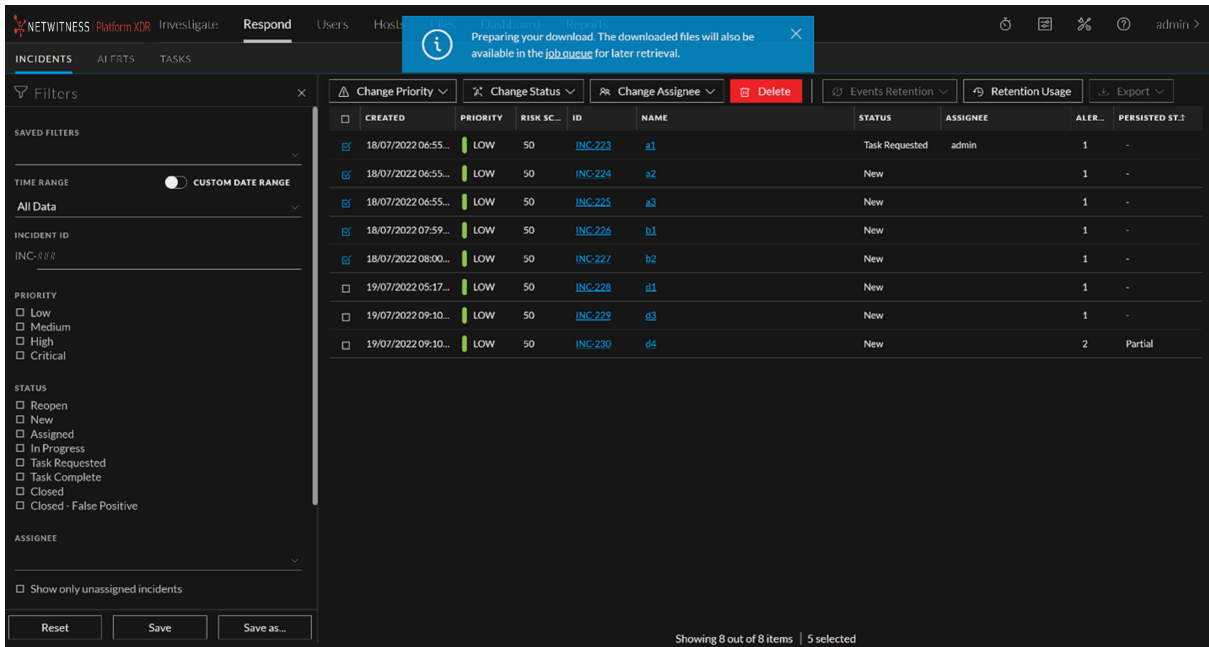 NETWITNESS Platform XDR Investigate Respond Users Hosts Files Dashboard Reports admin >
Preparing your download. The downloaded files will also be
available in the job queue for later retrieval.
INCIDENTS ALERTS TASKS
Filters
Change Priority Change Status Change Assignee Delete Events Retention Retention Usage Export
CREATED PRIORITY RISK SC... ID NAME STATUS ASSIGNEE ALER... PERSISTED ST.
18/07/2022 06:55... LOW 50 INC-223 a1 Task Requested admin 1 -
18/07/2022 06:55... LOW 50 INC-224 a2 New 1 -
18/07/2022 06:55... LOW 50 INC-225 a3 New 1 -
18/07/2022 07:59... LOW 50 INC-226 b1 New 1 -
18/07/2022 08:00... LOW 50 INC-227 b2 New 1 -
19/07/2022 05:17... LOW 50 INC-228 d1 New 1 -
19/07/2022 09:10... LOW 50 INC-229 d3 New 1 -
19/07/2022 09:10... LOW 50 INC-230 d4 New 2 Partial
SAVED FILTERS
TIME RANGE CUSTOM DATE RANGE
All Data
INCIDENT ID
INC-###
PRIORITY
Low
Medium
High
Critical
STATUS
Reopen
New
Assigned
In Progress
Task Requested
Task Complete
Closed
Closed - False Positive
ASSIGNEE
Show only unassigned incidents
Reset Save Save as...
Showing 8 out of 8 items | 5 selected